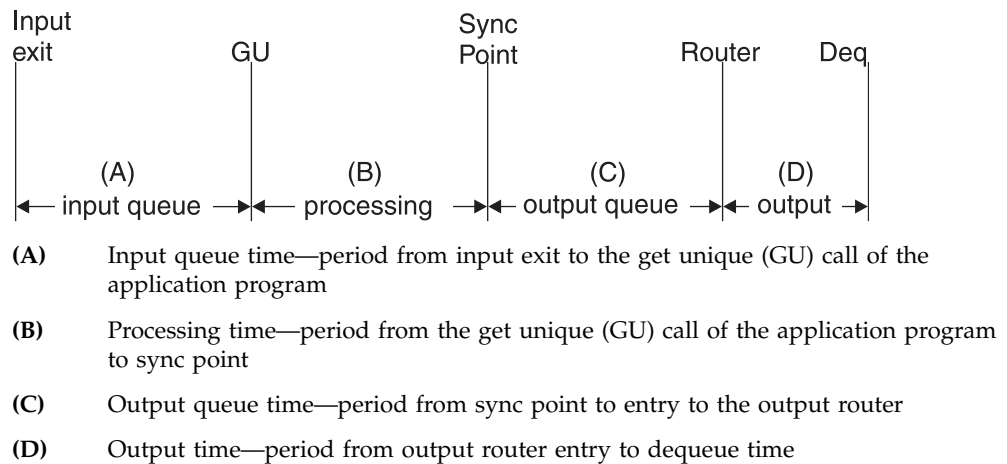 Input
exit
GU
Sync
Point
Router
Deq
(A)
(B)
(C)
(D)
input queue
processing
output queue
output
(A) Input queue time—period from input exit to the get unique (GU) call of the
application program
(B) Processing time—period from the get unique (GU) call of the application program
to sync point
(C) Output queue time—period from sync point to entry to the output router
(D) Output time—period from output router entry to dequeue time